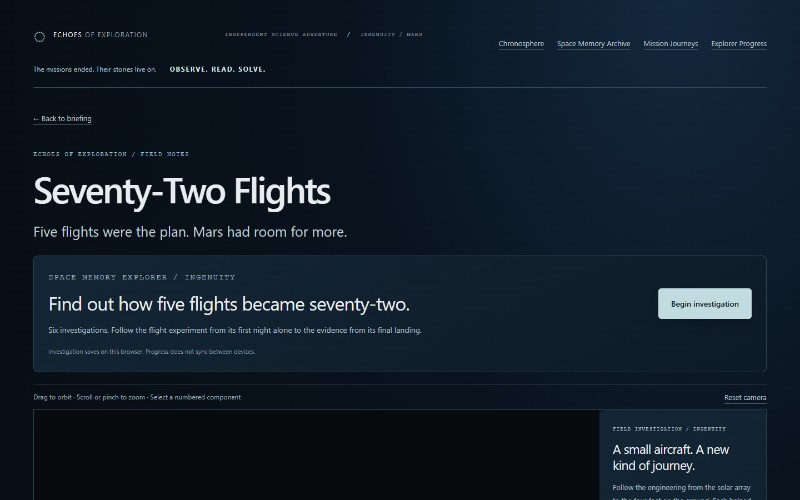 ECHOES OF EXPLORATION
INDEPENDENT SCIENCE ADVENTURE / INGENUITY / MARS
Chronosphere Space Memory Archive Mission Journeys Explorer Progress
The missions ended. Their stories live on. OBSERVE. READ. SOLVE.
← Back to briefing
ECHOES OF EXPLORATION / FIELD NOTES
Seventy-Two Flights
Five flights were the plan. Mars had room for more.
SPACE MEMORY EXPLORER / INGENUITY
Find out how five flights became seventy-two.
Begin investigation
Six investigations. Follow the flight experiment from its first night alone to the evidence from its final landing.
Investigation saves on this browser. Progress does not sync between devices.
Drag to orbit · Scroll or pinch to zoom · Select a numbered component
Reset camera
FIELD INVESTIGATION / INGENUITY
A small aircraft. A new
kind of journey.
Follow the engineering from the solar array